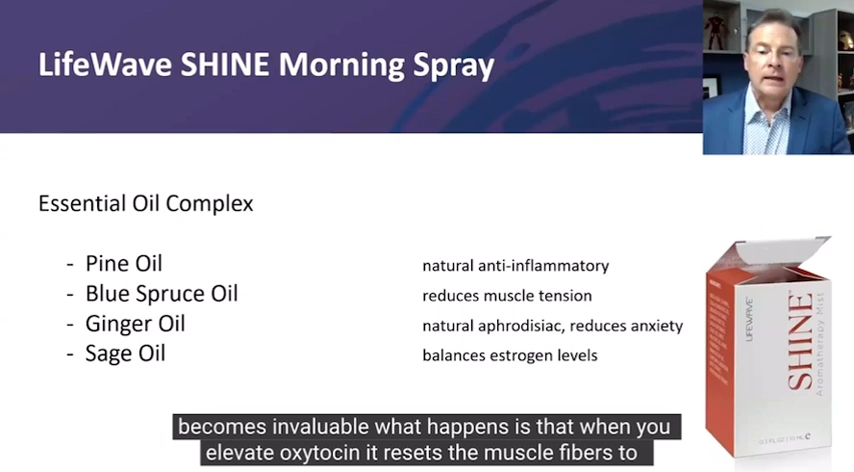 LifeWave SHINE Morning Spray
Essential Oil Complex
- Pine Oil natural anti-inflammatory
- Blue Spruce Oil reduces muscle tension
- Ginger Oil natural aphrodisiac, reduces anxiety
- Sage Oil balances estrogen levels
LIFEWAVE
SHINE
Aromatherapy Mist
becomes invaluable what happens is that when you
elevate oxytocin it resets the muscle fibers to